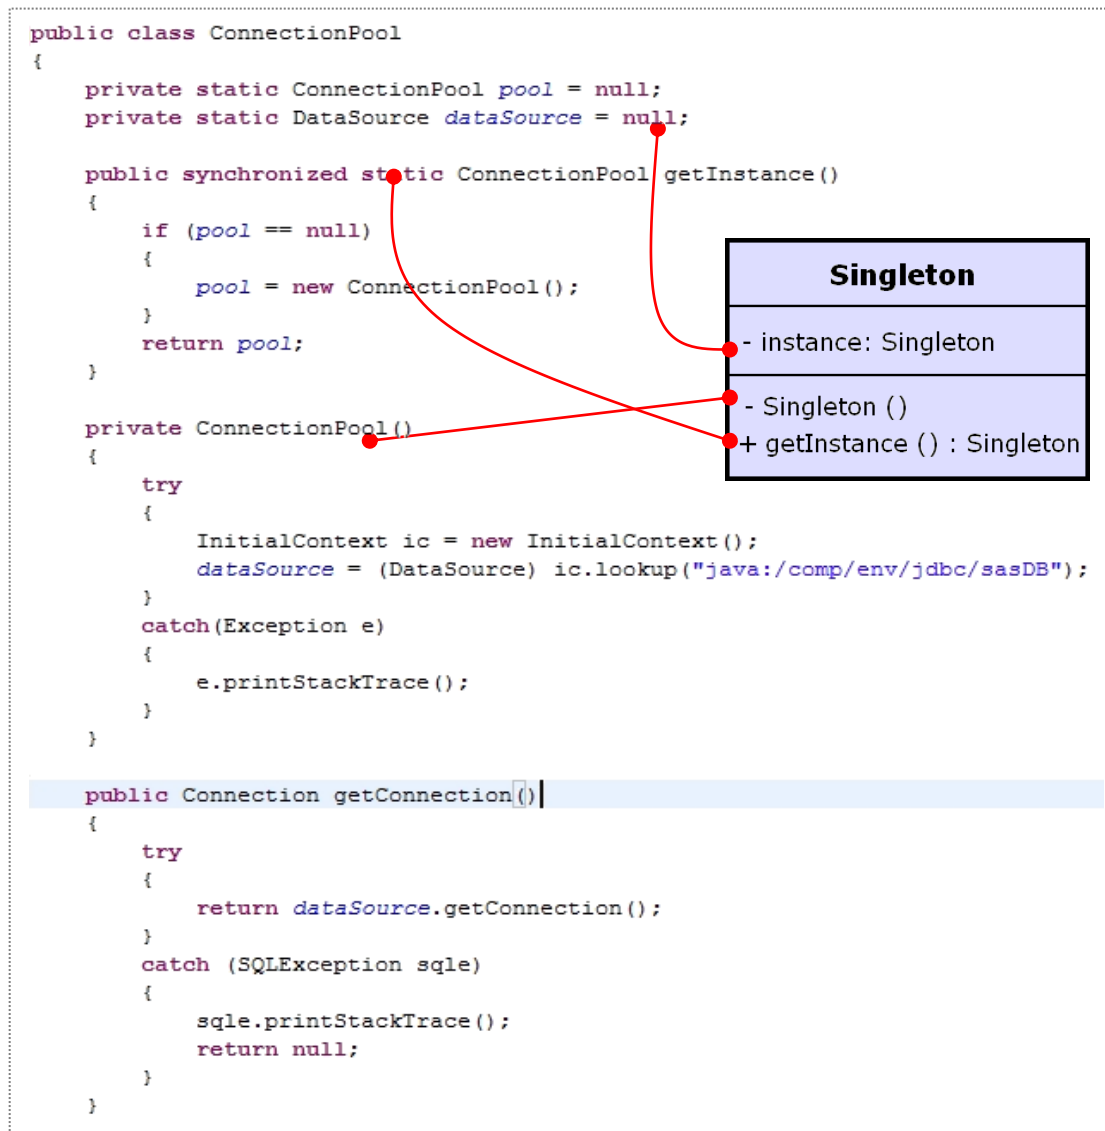 public class ConnectionPool
{
private static ConnectionPool pool = null;
private static DataSource dataSource = null;
public synchronized static ConnectionPool getInstance()
{
if (pool == null)
{
pool = new ConnectionPool();
}
return pool;
}
private ConnectionPool()
{
try
{
InitialContext ic = new InitialContext();
dataSource = (DataSource) ic.lookup("java:/comp/env/jdbc/sasDB");
}
catch(Exception e)
{
e.printStackTrace();
}
}
public Connection getConnection()
{
try
{
return dataSource.getConnection();
}
catch (SQLException sqle)
{
sqle.printStackTrace();
return null;
}
}
Singleton
- instance: Singleton
- Singleton ()
+ getInstance () : Singleton